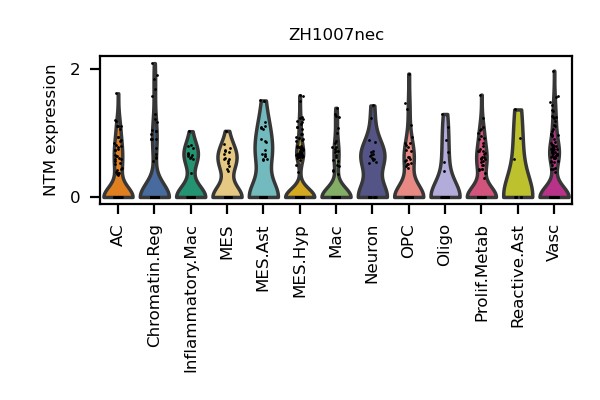 ZH1007nec
NTM expression
2
0
AC
Chromatin.Reg
Inflammatory.Mac
MES
MES.Ast
MES.Hyp
Mac
Neuron
OPC
Oligo
Prolif.Metab
Reactive.Ast
Vasc